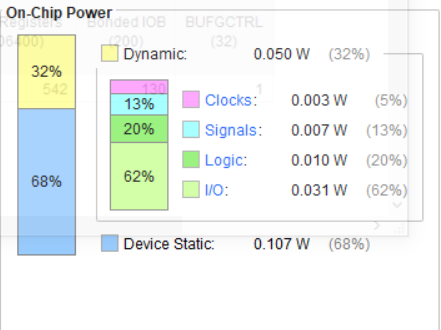 On-Chip Power
Registers Bonded IOB BUFGCTRL
(200) (32)
Dynamic: 0.050 W (32%)
32%
542 130 1
Clocks: 0.003 W (5%)
13% Signals: 0.007 W (13%)
20% Logic: 0.010 W (20%)
62% I/O: 0.031 W (62%)
68%
Device Static: 0.107 W (68%)